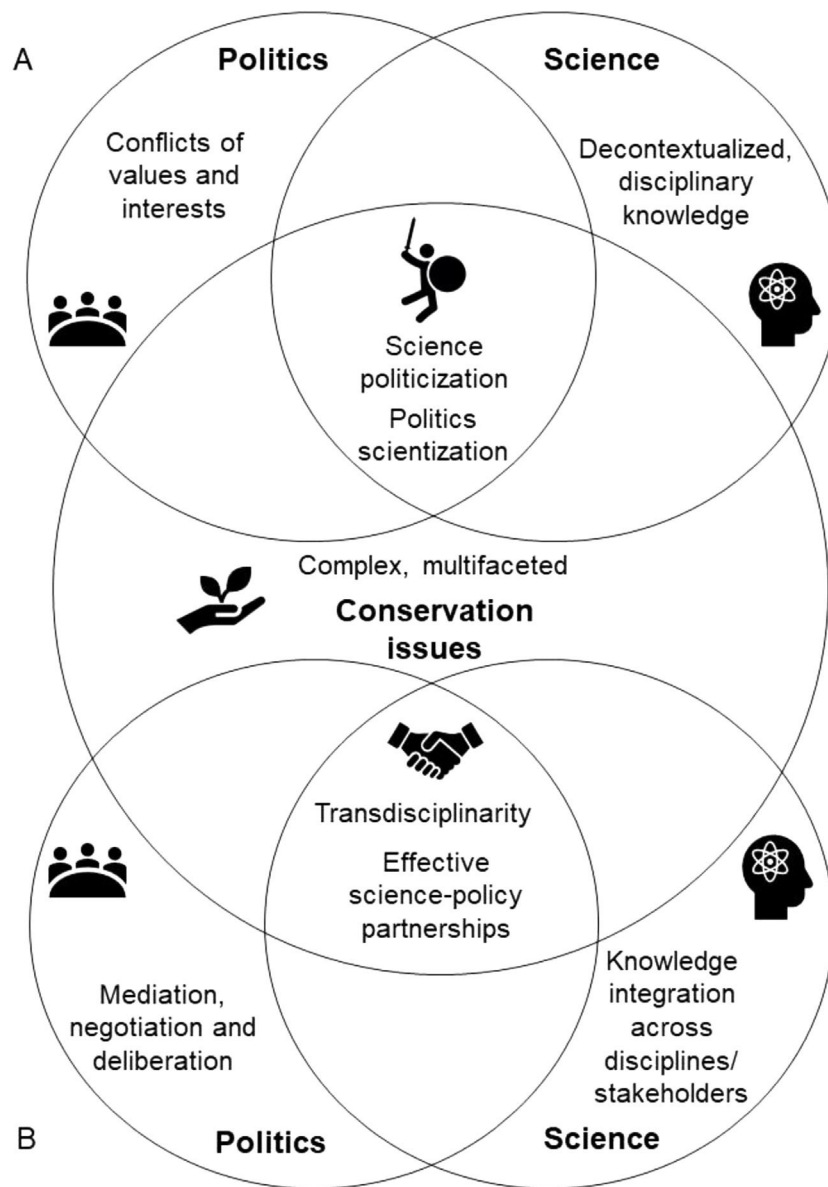 A
Politics
Science
Conflicts of
values and
interests
Decontextualized,
disciplinary
knowledge
Science
politicization
Politics
scientization
Complex, multifaceted
Conservation
issues
Transdisciplinarity
Effective
science-policy
partnerships
Mediation,
negotiation and
deliberation
Knowledge
integration
across
disciplines/
stakeholders
B
Politics
Science